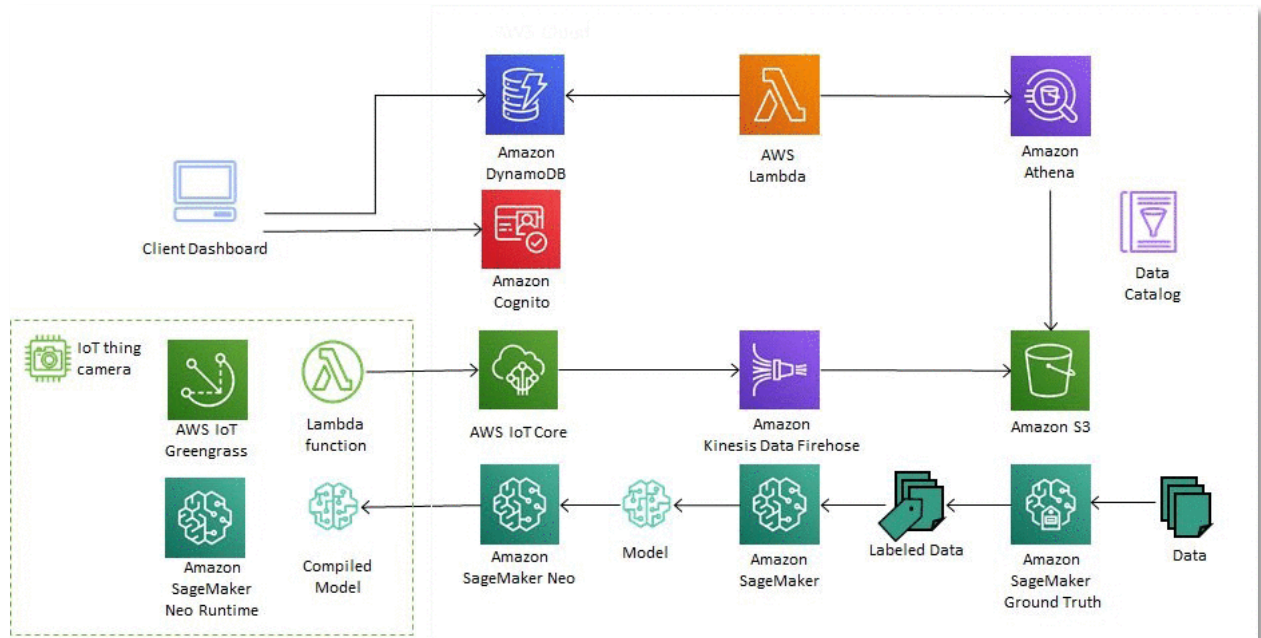 AWS Cloud
Amazon
DynamoDB
AWS
Lambda
Amazon
Athena
Client Dashboard
Amazon
Cognito
Data
Catalog
IoT thing
camera
AWS IoT
Greengrass
Lambda
function
AWS IoT Core
Amazon
Kinesis Data Firehose
Amazon S3
Amazon
SageMaker
Neo Runtime
Compiled
Model
Amazon
SageMaker Neo
Model
Amazon
SageMaker
Labeled Data
Amazon
SageMaker
Ground Truth
Data